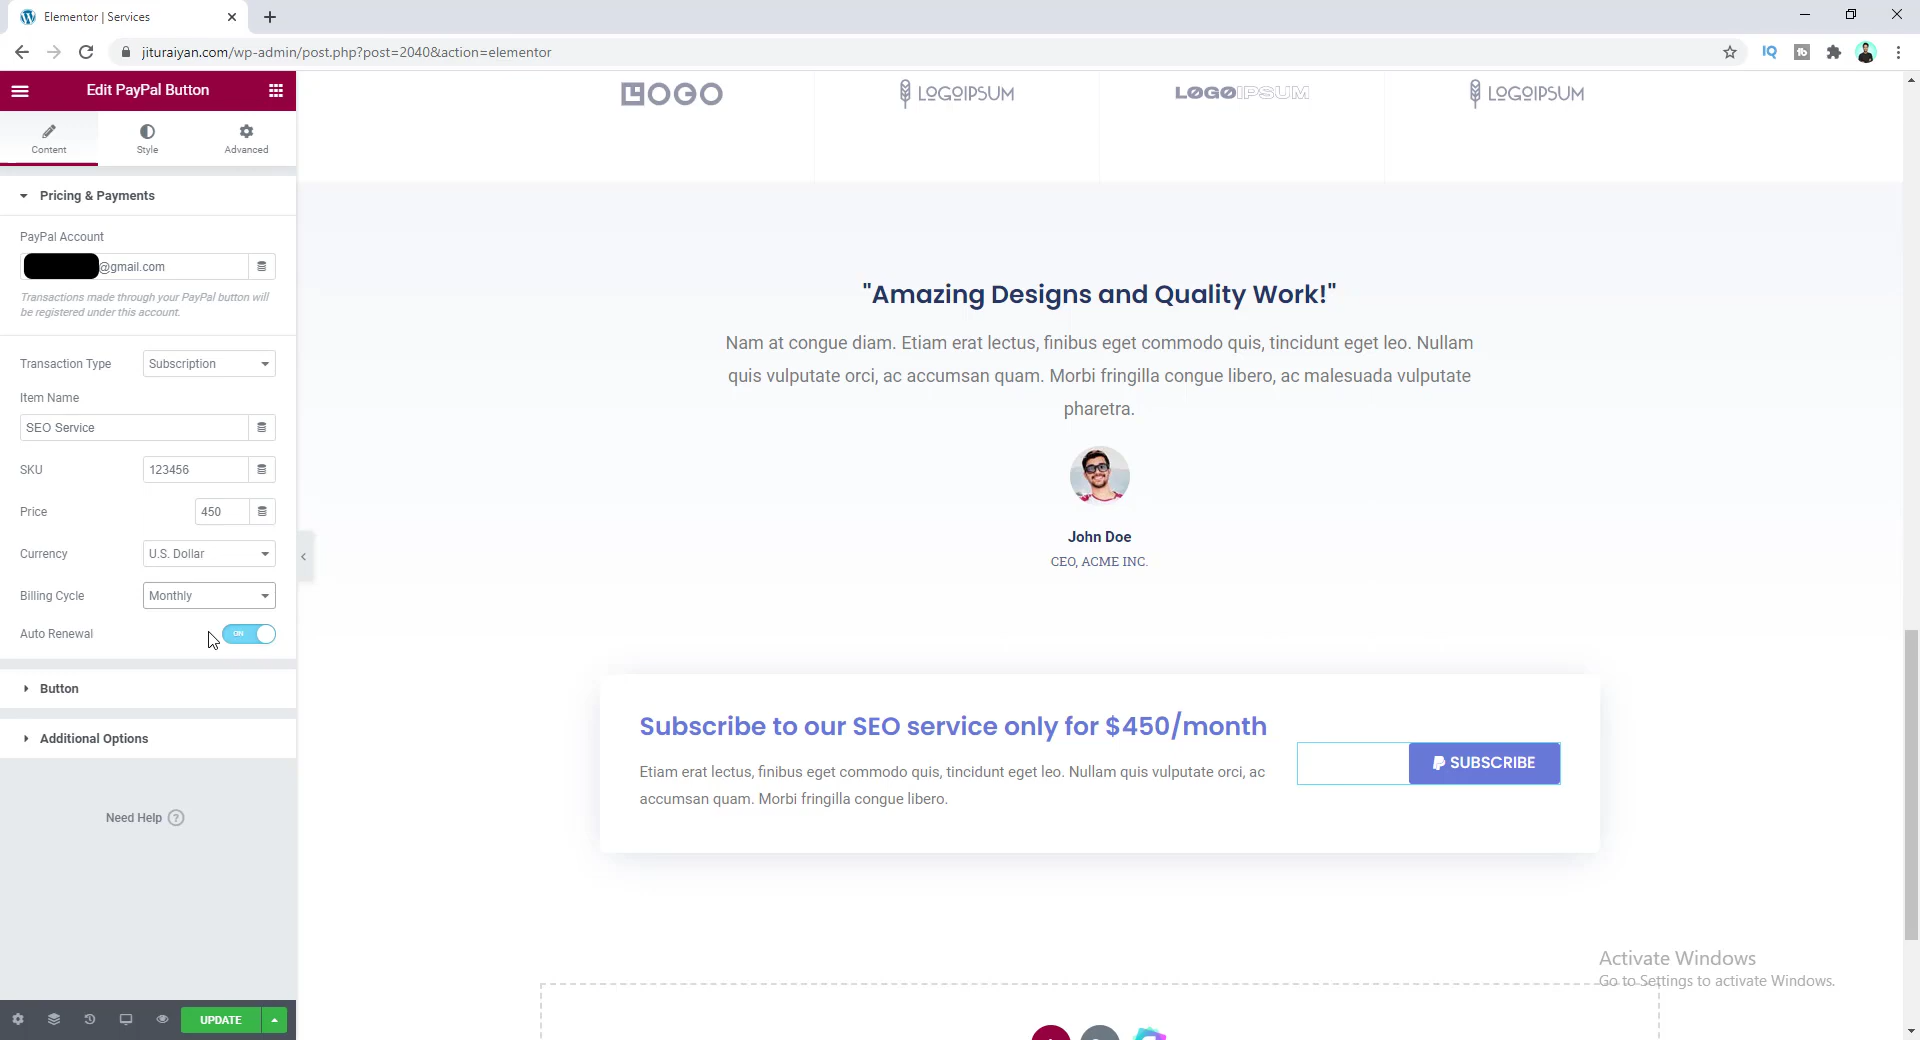 Elementor | Services
jituraiyan.com/wp-admin/post.php?post=2040&action=elementor
Edit PayPal Button
Content
Style
Advanced
Pricing & Payments
PayPal Account
@gmail.com
Transactions made through your PayPal button will
be registered under this account.
Transaction Type
Subscription
Item Name
SEO Service
SKU
123456
Price
450
Currency
U.S. Dollar
Billing Cycle
Monthly
Auto Renewal
ON
Button
Additional Options
Need Help ?
UPDATE
IQ
LOGO
LOGOIPSUM
LOGOIPSUM
LOGOIPSUM
"Amazing Designs and Quality Work!"
Nam at congue diam. Etiam erat lectus, finibus eget commodo quis, tincidunt eget leo. Nullam
quis vulputate orci, ac accumsan quam. Morbi fringilla congue libero, ac malesuada vulputate
pharetra.
John Doe
CEO, ACME INC.
Subscribe to our SEO service only for $450/month
Etiam erat lectus, finibus eget commodo quis, tincidunt eget leo. Nullam quis vulputate orci, ac
accumsan quam. Morbi fringilla congue libero.
SUBSCRIBE
Activate Windows
Go to Settings to activate Windows.